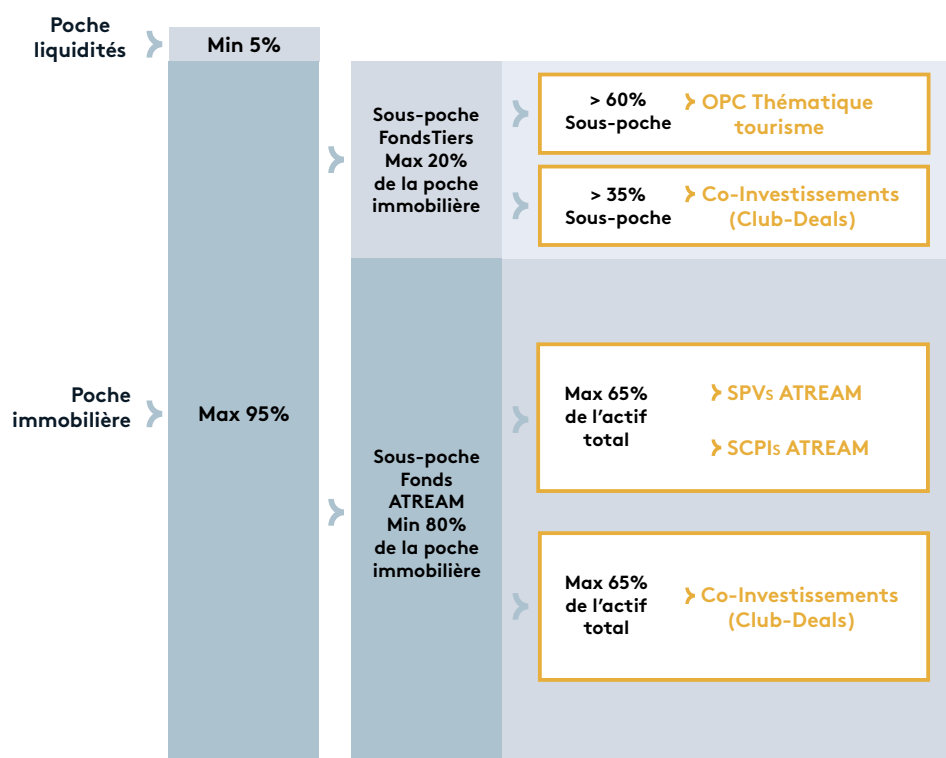 Poche
liquidités
Min 5%
Sous-poche
FondsTiers
Max 20%
de la poche
immobilière
> 60%
Sous-poche
OPC Thématique
tourisme
> 35%
Sous-poche
Co-Investissements
(Club-Deals)
Poche
immobilière
Max 95%
Sous-poche
Fonds
ATREAM
Min 80%
de la poche
immobilière
Max 65%
de l'actif
total
SPVs ATREAM
SCPIs ATREAM
Max 65%
de l'actif
total
Co-Investissements
(Club-Deals)